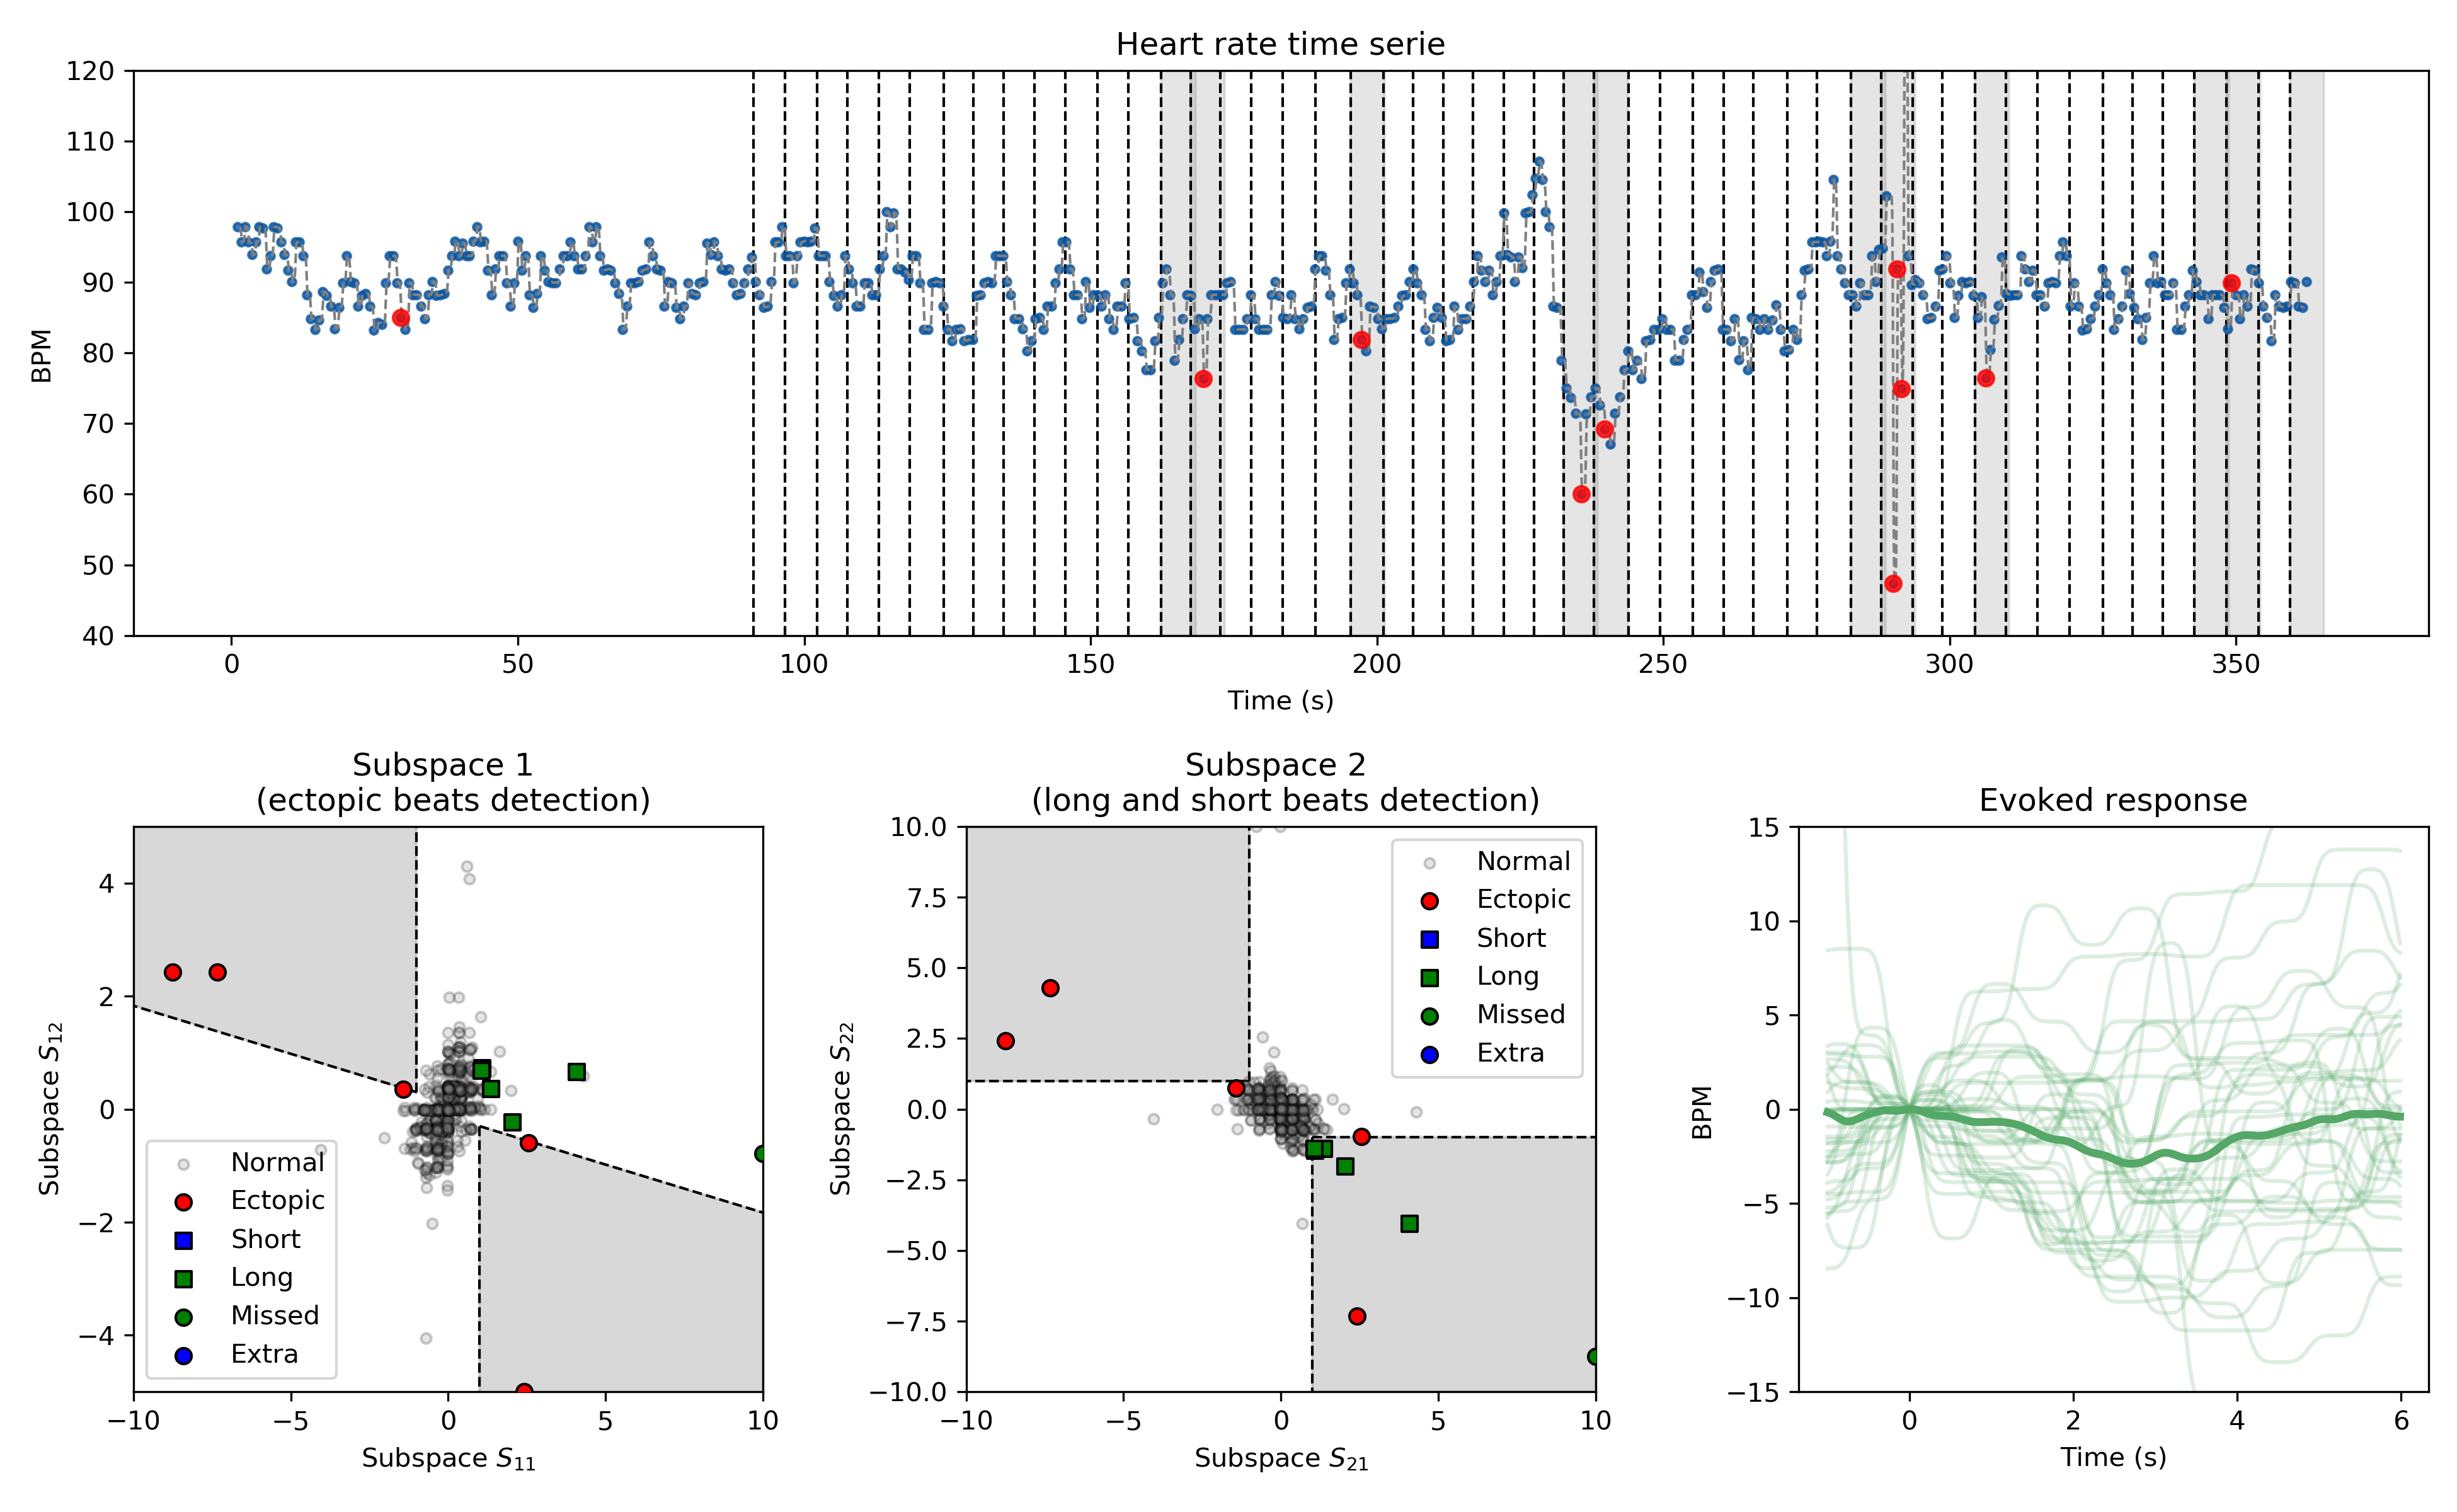 Heart rate time serie
120
110
100
90
80
70
60
50
40
BPM
0 50 100 150 200 250 300 350
Time (s)
Subspace 1
(ectopic beats detection)
4
2
0
−2
−4
Subspace S12
Normal
Ectopic
Short
Long
Missed
Extra
−10 −5 0 5 10
Subspace S11
Subspace 2
(long and short beats detection)
10.0
7.5
5.0
2.5
0.0
−2.5
−5.0
−7.5
−10.0
Subspace S22
Normal
Ectopic
Short
Long
Missed
Extra
−10 −5 0 5 10
Subspace S21
Evoked response
15
10
5
0
−5
−10
−15
BPM
0 2 4 6
Time (s)